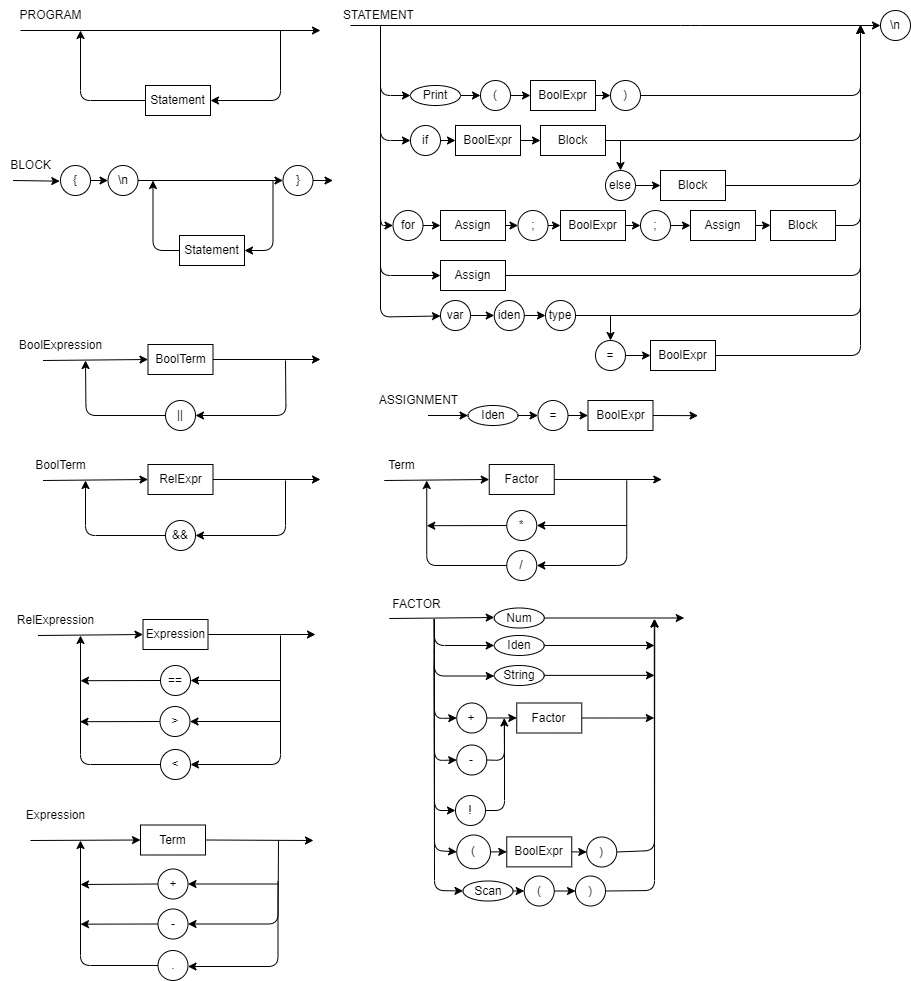 PROGRAM
Statement
BLOCK
{ \n }
Statement
BoolExpression
BoolTerm
||
BoolTerm
RelExpr
&&
RelExpression
Expression
==
>
<
Expression
Term
+
-
.
STATEMENT
\n
Print ( BoolExpr )
if BoolExpr Block
else Block
for Assign ; BoolExpr ; Assign Block
Assign
var iden type
= BoolExpr
ASSIGNMENT
Iden = BoolExpr
Term
Factor
*
/
FACTOR
Num
Iden
String
+ Factor
-
!
( BoolExpr )
Scan ( )